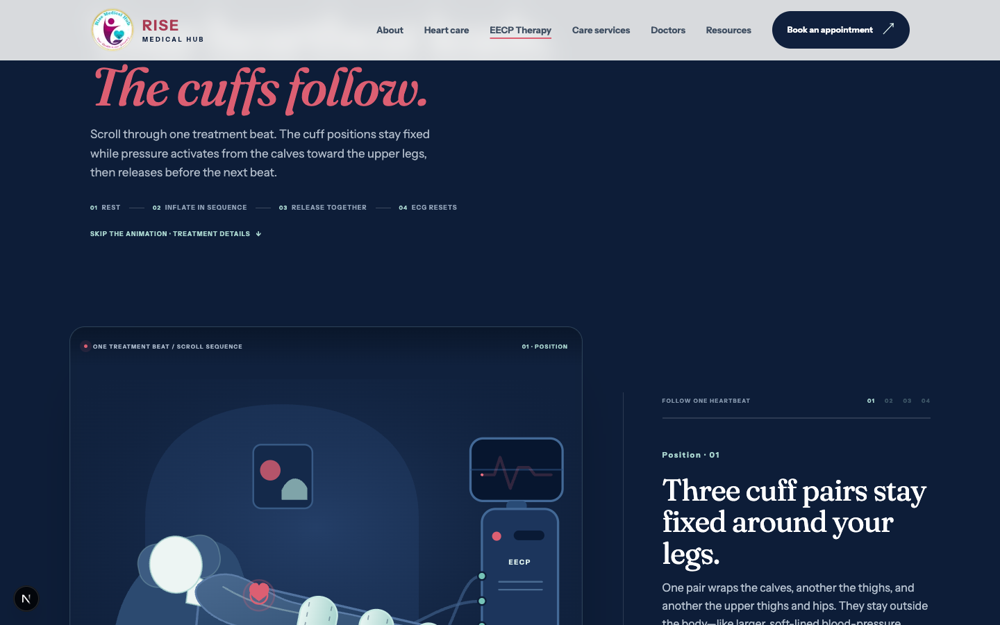 Rise Medical Hub
RISE
MEDICAL HUB
About
Heart care
EECP Therapy
Care services
Doctors
Resources
Book an appointment
The cuffs follow.
Scroll through one treatment beat. The cuff positions stay fixed
while pressure activates from the calves toward the upper legs,
then releases before the next beat.
01 REST
02 INFLATE IN SEQUENCE
03 RELEASE TOGETHER
04 ECG RESETS
SKIP THE ANIMATION · TREATMENT DETAILS ↓
ONE TREATMENT BEAT / SCROLL SEQUENCE
01 · POSITION
EECP
FOLLOW ONE HEARTBEAT
01 02 03 04
Position · 01
Three cuff pairs stay
fixed around your
legs.
One pair wraps the calves, another the thighs, and
another the upper thighs and hips. They stay outside
the body—like larger, soft-lined blood-pressure
N